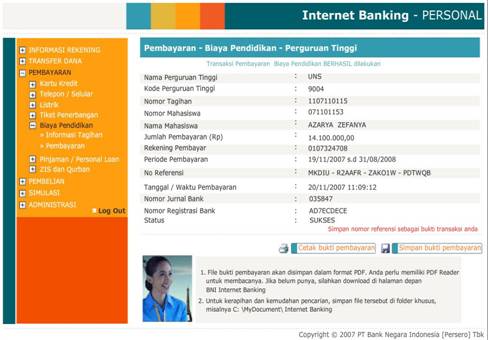 Internet Banking - PERSONAL
INFORMASI REKENING
TRANSFER DANA
PEMBAYARAN
Kartu Kredit
Telepon / Selular
Listrik
Tiket Penerbangan
Biaya Pendidikan
» Informasi Tagihan
» Pembayaran
Pinjaman / Personal Loan
ZIS dan Qurban
PEMBELIAN
SIMULASI
ADMINISTRASI
Log Out
Pembayaran - Biaya Pendidikan - Perguruan Tinggi
Transaksi Pembayaran Biaya Pendidikan BERHASIL dilakukan
Nama Perguruan Tinggi : UNS
Kode Perguruan Tinggi : 9004
Nomor Tagihan : 1107110115
Nomor Mahasiswa : 071101153
Nama Mahasiswa : AZARYA ZEFANYA
Jumlah Pembayaran (Rp) : 14.100.000,00
Rekening Pembayar : 0107324708
Periode Pembayaran : 19/11/2007 s.d 31/08/2008
No Referensi : MKDIU - R2AAFR - ZAKO1W - PDTWQB
Tanggal / Waktu Pembayaran : 20/11/2007 11:09:12
Nomor Jurnal Bank : 035847
Nomor Registrasi Bank : AD7ECDECE
Status : SUKSES
Simpan nomor referensi sebagai bukti transaksi anda
Cetak bukti pembayaran
Simpan bukti pembayaran
1. File bukti pembayaran akan disimpan dalam format PDF. Anda perlu memiliki PDF Reader
untuk membacanya. Jika belum punya, silahkan download di halaman depan
BNI Internet Banking
2. Untuk kerapihan dan kemudahan pencarian, simpan file tersebut di folder khusus,
misalnya C: \MyDocument\ Internet Banking
Copyright © 2007 PT Bank Negara Indonesia [Persero] Tbk